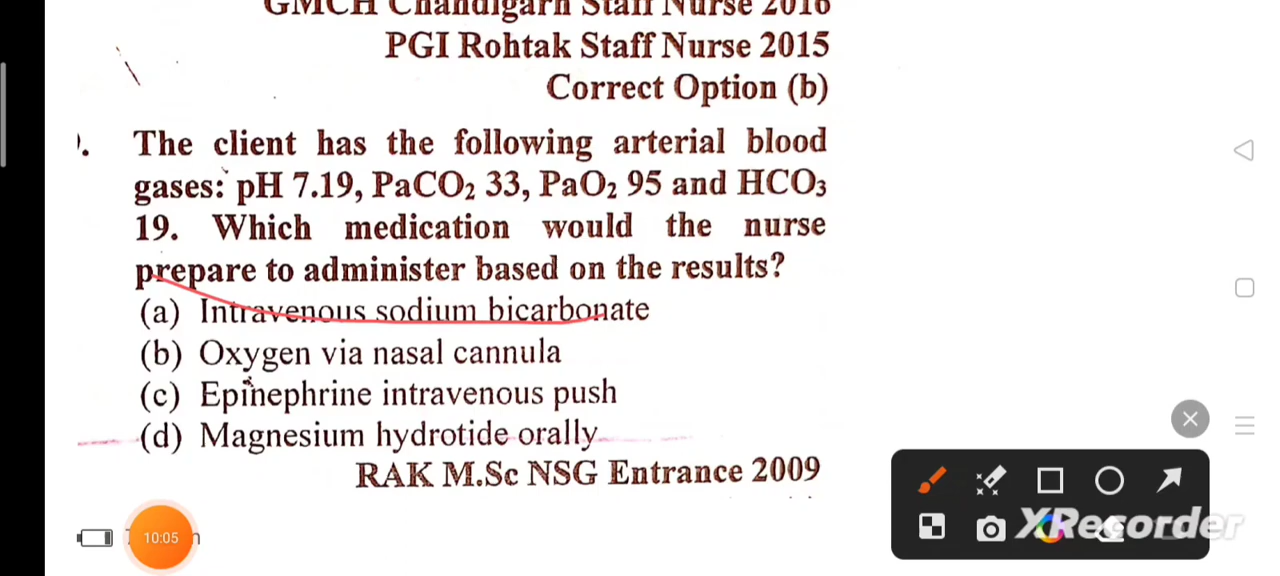 GMCH Chandigarh Staff Nurse 2016
PGI Rohtak Staff Nurse 2015
Correct Option (b)
. The client has the following arterial blood
gases: pH 7.19, PaCO₂ 33, PaO₂ 95 and HCO₃
19. Which medication would the nurse
prepare to administer based on the results?
(a) Intravenous sodium bicarbonate
(b) Oxygen via nasal cannula
(c) Epinephrine intravenous push
(d) Magnesium hydrotide orally
RAK M.Sc NSG Entrance 2009
10:05
XRecorder